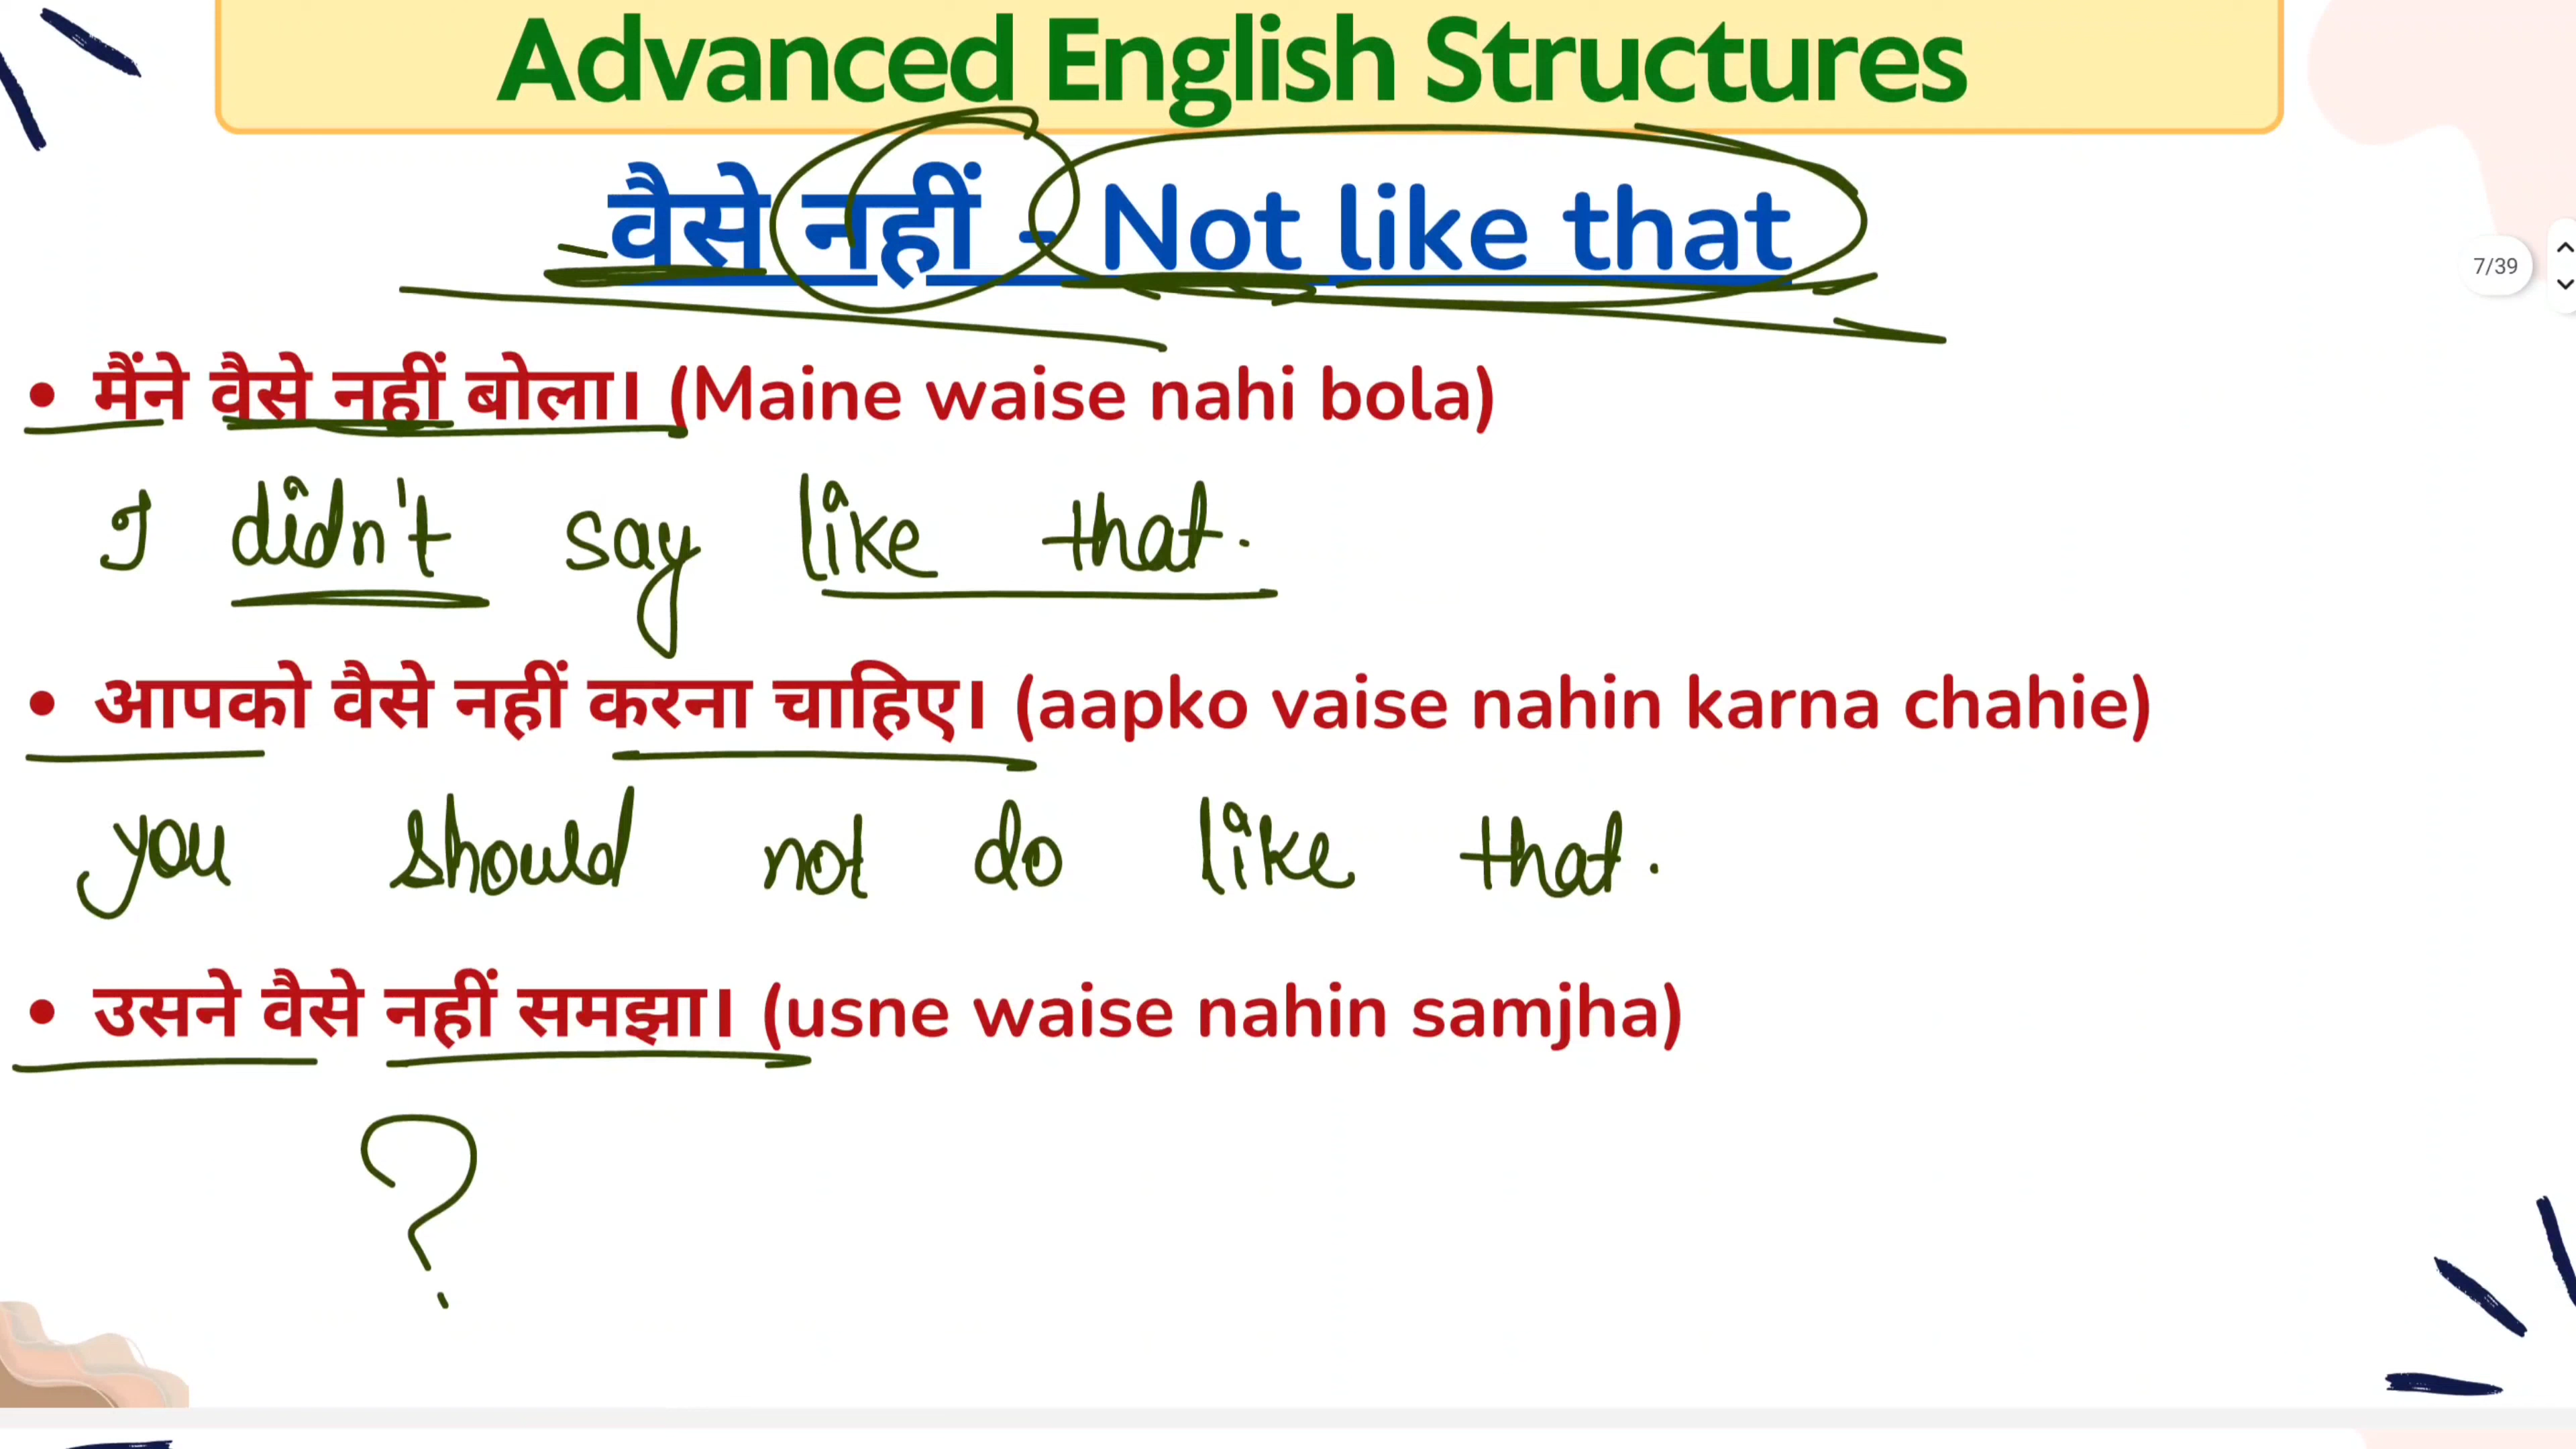 Advanced English Structures
वैसे नहीं - Not like that
7/39
• मैंने वैसे नहीं बोला। (Maine waise nahi bola)
I didn't say like that.
• आपको वैसे नहीं करना चाहिए। (aapko vaise nahin karna chahie)
you should not do like that.
• उसने वैसे नहीं समझा। (usne waise nahin samjha)
?